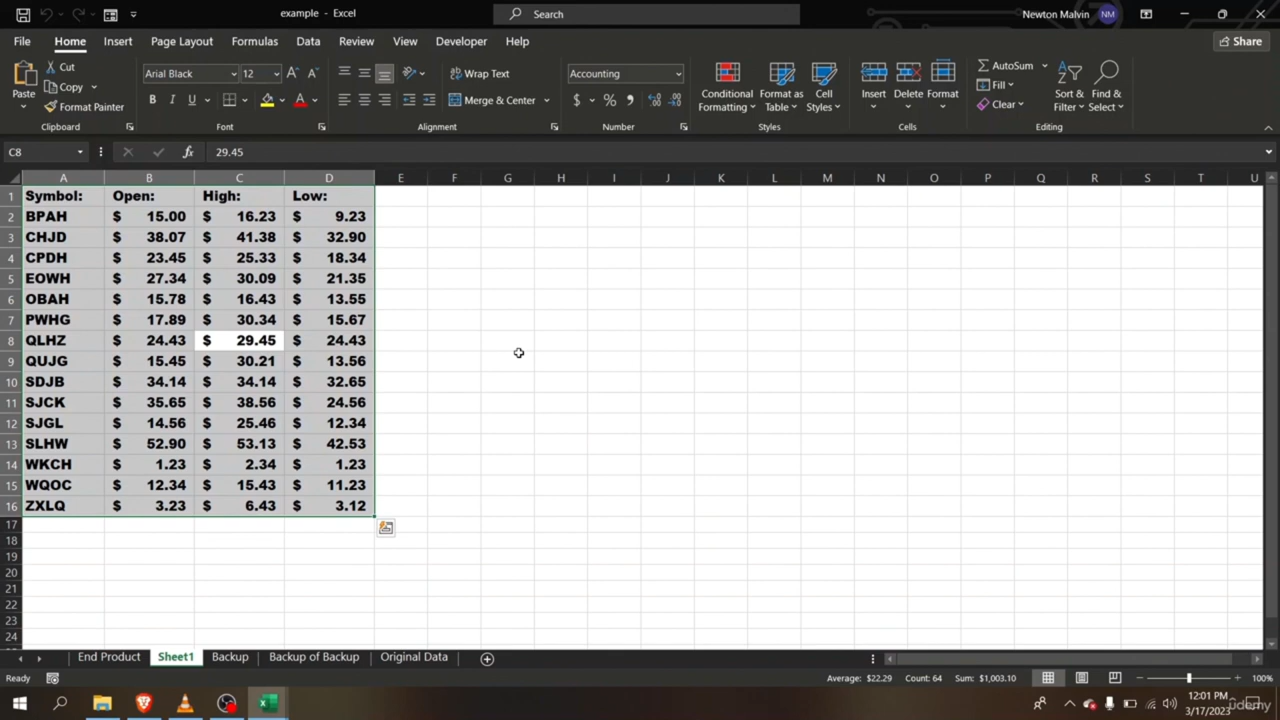 example - Excel
Search
Newton Malvin NM
File Home Insert Page Layout Formulas Data Review View Developer Help Share
Paste Cut Copy Format Painter Clipboard
Arial Black 12 B I U A Font
Wrap Text Merge & Center Alignment
Accounting $ % , Number
Conditional Formatting Format as Table Cell Styles Styles
Insert Delete Format Cells
AutoSum Fill Clear Sort & Filter Find & Select Editing
C8 fx 29.45
A B C D E F G H I J K L M N O P Q R S T U
1 Symbol: Open: High: Low:
2 BPAH $ 15.00 $ 16.23 $ 9.23
3 CHJD $ 38.07 $ 41.38 $ 32.90
4 CPDH $ 23.45 $ 25.33 $ 18.34
5 EOWH $ 27.34 $ 30.09 $ 21.35
6 OBAH $ 15.78 $ 16.43 $ 13.55
7 PWHG $ 17.89 $ 30.34 $ 15.67
8 QLHZ $ 24.43 $ 29.45 $ 24.43
9 QUJG $ 15.45 $ 30.21 $ 13.56
10 SDJB $ 34.14 $ 34.14 $ 32.65
11 SJCK $ 35.65 $ 38.56 $ 24.56
12 SJGL $ 14.56 $ 25.46 $ 12.34
13 SLHW $ 52.90 $ 53.13 $ 42.53
14 WKCH $ 1.23 $ 2.34 $ 1.23
15 WQOC $ 12.34 $ 15.43 $ 11.23
16 ZXLQ $ 3.23 $ 6.43 $ 3.12
17
18
19
20
21
22
23
24
End Product Sheet1 Backup Backup of Backup Original Data
Ready Average: $22.29 Count: 64 Sum: $1,003.10 100%
12:01 PM
3/17/2023
udemy